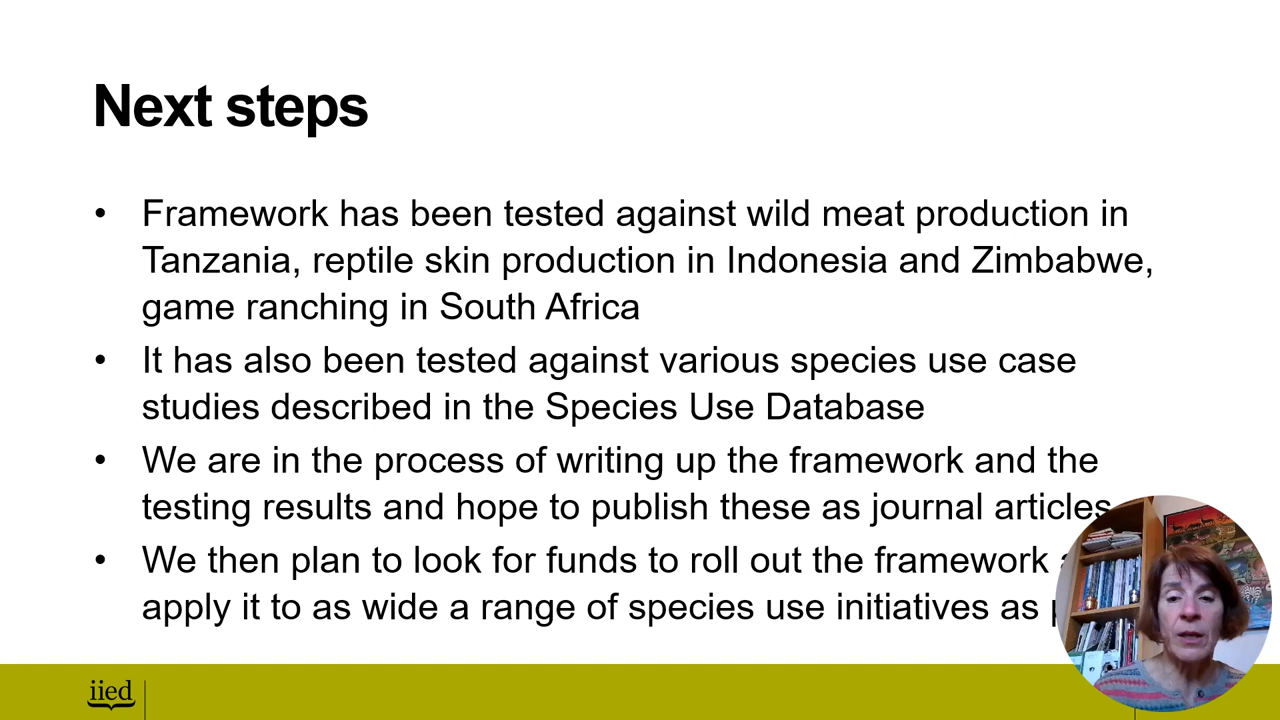 Next steps
• Framework has been tested against wild meat production in
Tanzania, reptile skin production in Indonesia and Zimbabwe,
game ranching in South Africa
• It has also been tested against various species use case
studies described in the Species Use Database
• We are in the process of writing up the framework and the
testing results and hope to publish these as journal articles
• We then plan to look for funds to roll out the framework
apply it to as wide a range of species use initiatives as
iied